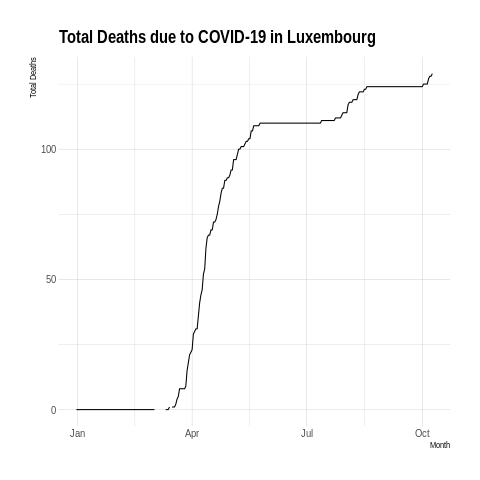 Total Deaths due to COVID-19 in Luxembourg
Total Deaths
100
50
0
Jan Apr Jul Oct
Month